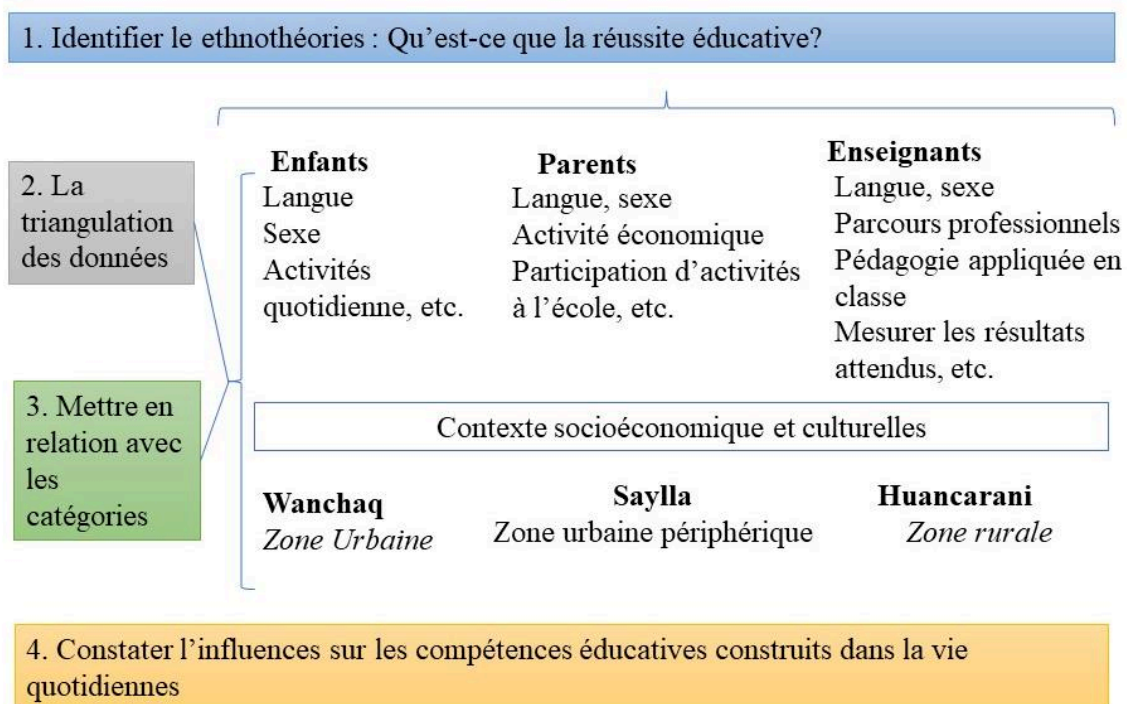 1. Identifier le ethnothéories : Qu’est-ce que la réussite éducative?
2. La
triangulation
des données
3. Mettre en
relation avec
les
catégories
Enfants
Langue
Sexe
Activités
quotidienne, etc.
Parents
Langue, sexe
Activité économique
Participation d’activités
à l’école, etc.
Enseignants
Langue, sexe
Parcours professionnels
Pédagogie appliquée en
classe
Mesurer les résultats
attendus, etc.
Contexte socioéconomique et culturelles
Wanchaq
Zone Urbaine
Saylla
Zone urbaine périphérique
Huancarani
Zone rurale
4. Constater l’influences sur les compétences éducatives construits dans la vie
quotidiennes